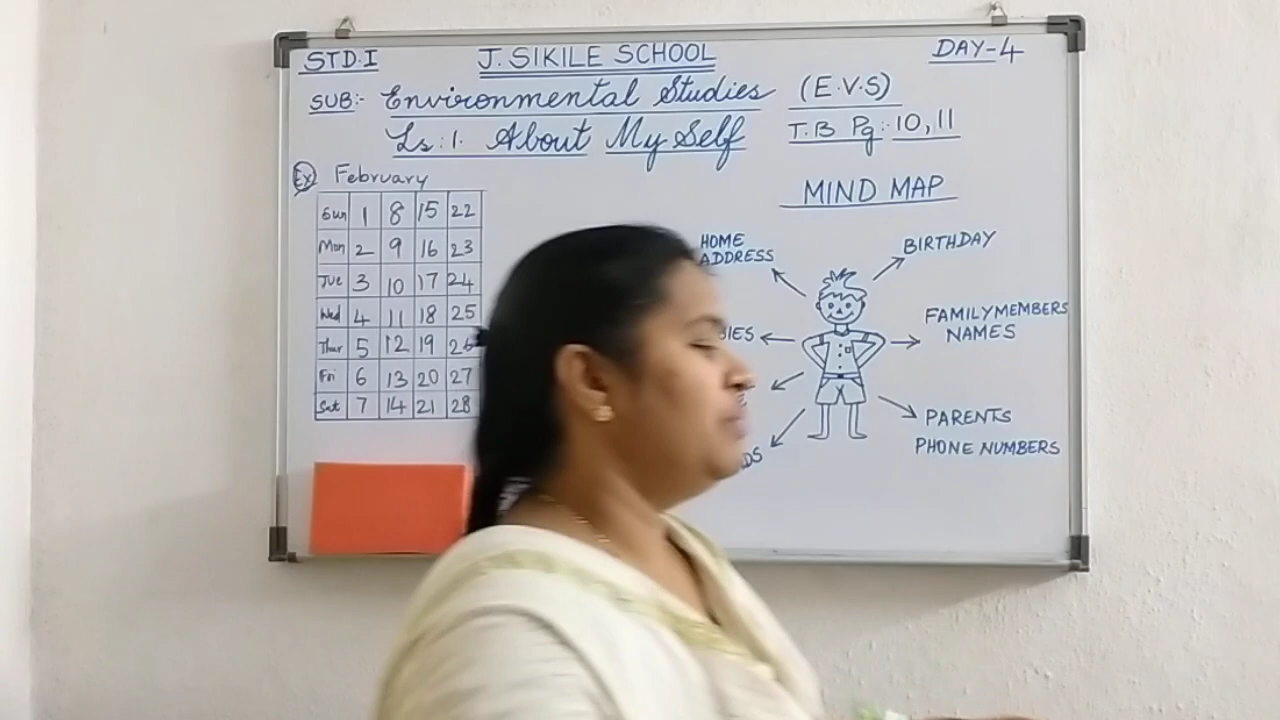 STD.I
J. SIKILE SCHOOL
DAY-4
SUB:- Environmental Studies (E.V.S)
Ls:1. About My Self
T.B Pg:-10,11
Ex February
Sun 1 8 15 22
Mon 2 9 16 23
Tue 3 10 17 24
Wed 4 11 18 25
Thur 5 12 19 26
Fri 6 13 20 27
Sat 7 14 21 28
MIND MAP
HOME
ADDRESS
BIRTHDAY
FAMILYMEMBERS
NAMES
PARENTS
PHONE NUMBERS